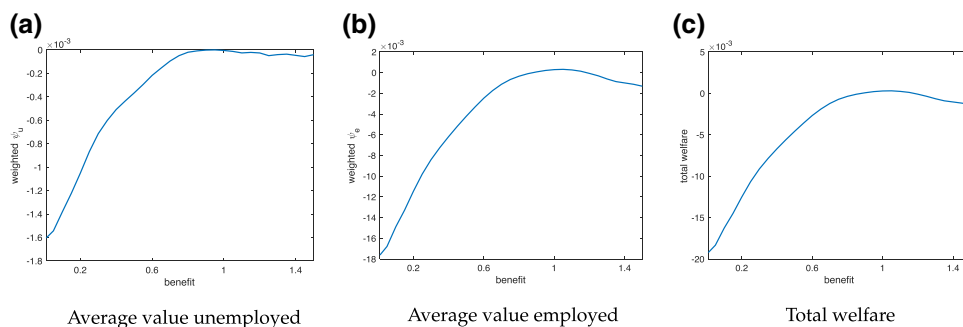 (a)
×10⁻³
0
-0.2
-0.4
-0.6
-0.8
-1
-1.2
-1.4
-1.6
-1.8
weighted ψu
0.2 0.6 1 1.4
benefit
Average value unemployed
(b)
×10⁻³
2
0
-2
-4
-6
-8
-10
-12
-14
-16
-18
weighted ψe
0.2 0.6 1 1.4
benefit
Average value employed
(c)
×10⁻³
5
0
-5
-10
-15
-20
total welfare
0.2 0.6 1 1.4
benefit
Total welfare